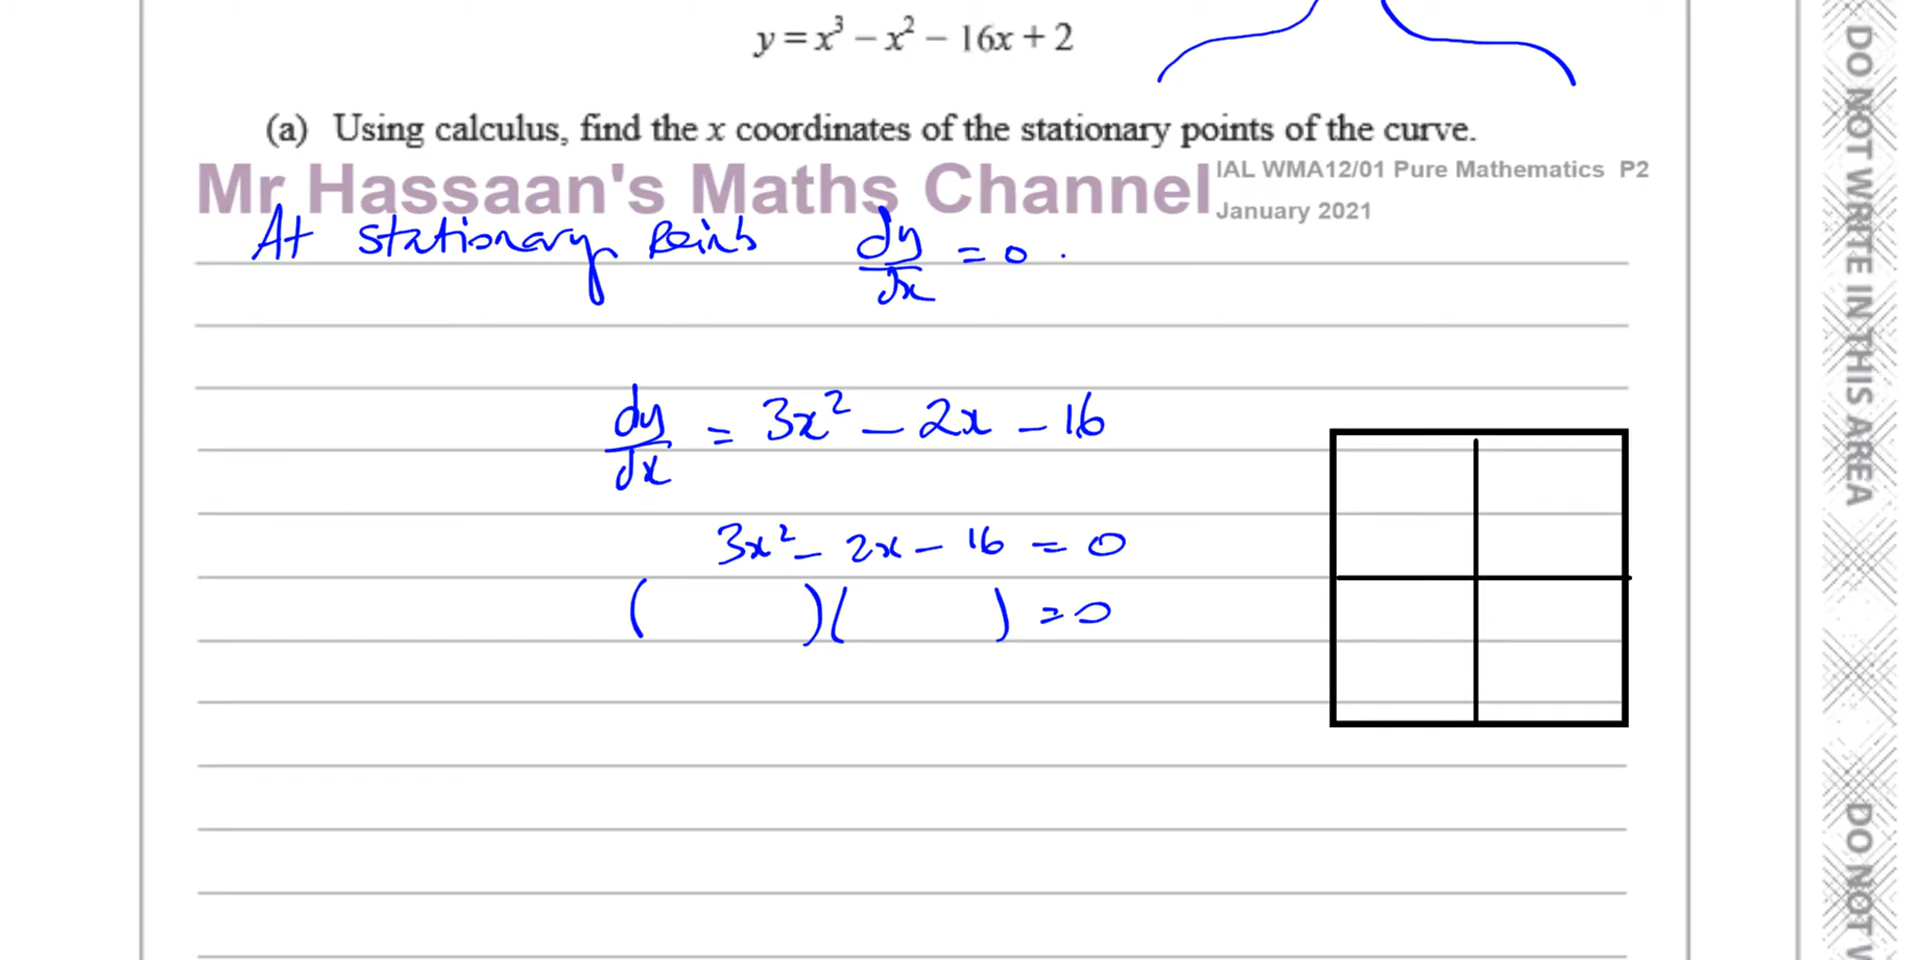 y = x³ − x² − 16x + 2
(a) Using calculus, find the x coordinates of the stationary points of the curve.
Mr Hassaan's Maths Channel
IAL WMA12/01 Pure Mathematics P2
January 2021
At stationary points dy/dx = 0 .
dy/dx = 3x² − 2x − 16
3x² − 2x − 16 = 0
( )( ) = 0
DO NOT WRITE IN THIS AREA
DO NOT W